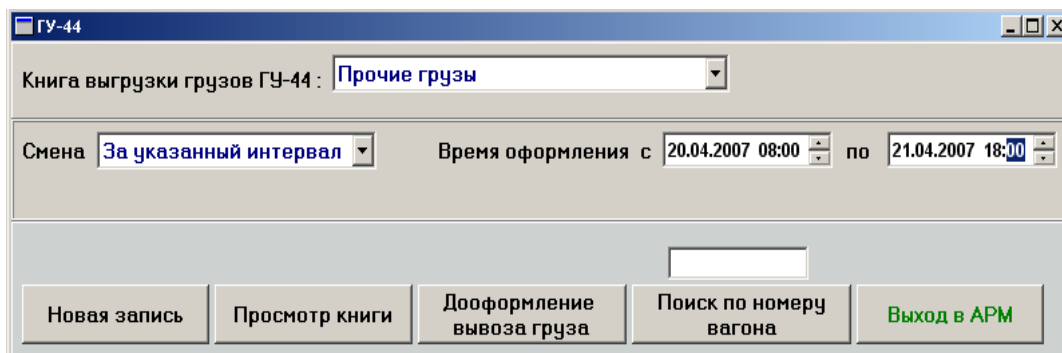 ГУ-44
Книга выгрузки грузов ГУ-44 : Прочие грузы
Смена За указанный интервал Время оформления с 20.04.2007 08:00 по 21.04.2007 18:00
Новая запись Просмотр книги Дооформление вывоза груза Поиск по номеру вагона Выход в АРМ